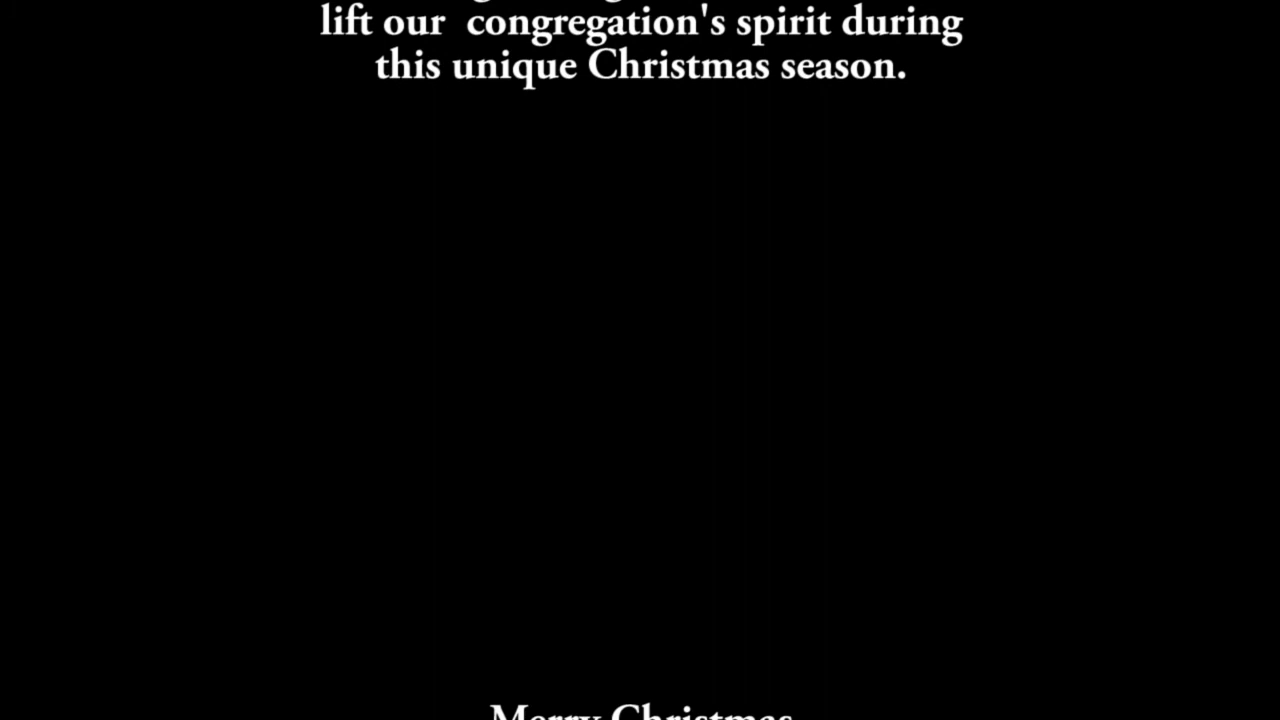 lift our  congregation's spirit during
this unique Christmas season.
Merry Christmas